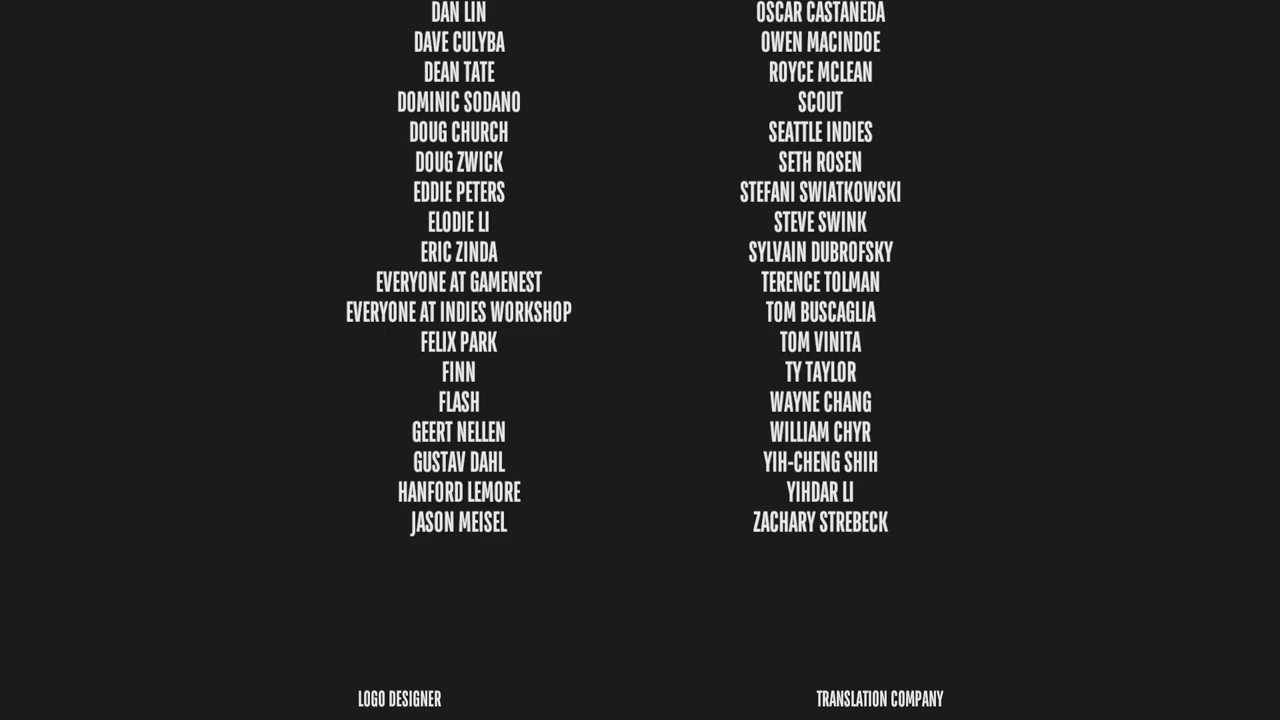 DAN LIN
DAVE CULYBA
DEAN TATE
DOMINIC SODANO
DOUG CHURCH
DOUG ZWICK
EDDIE PETERS
ELODIE LI
ERIC ZINDA
EVERYONE AT GAMENEST
EVERYONE AT INDIES WORKSHOP
FELIX PARK
FINN
FLASH
GEERT NELLEN
GUSTAV DAHL
HANFORD LEMORE
JASON MEISEL
OSCAR CASTANEDA
OWEN MACINDOE
ROYCE MCLEAN
SCOUT
SEATTLE INDIES
SETH ROSEN
STEFANI SWIATKOWSKI
STEVE SWINK
SYLVAIN DUBROFSKY
TERENCE TOLMAN
TOM BUSCAGLIA
TOM VINITA
TY TAYLOR
WAYNE CHANG
WILLIAM CHYR
YIH-CHENG SHIH
YIHDAR LI
ZACHARY STREBECK
LOGO DESIGNER
TRANSLATION COMPANY